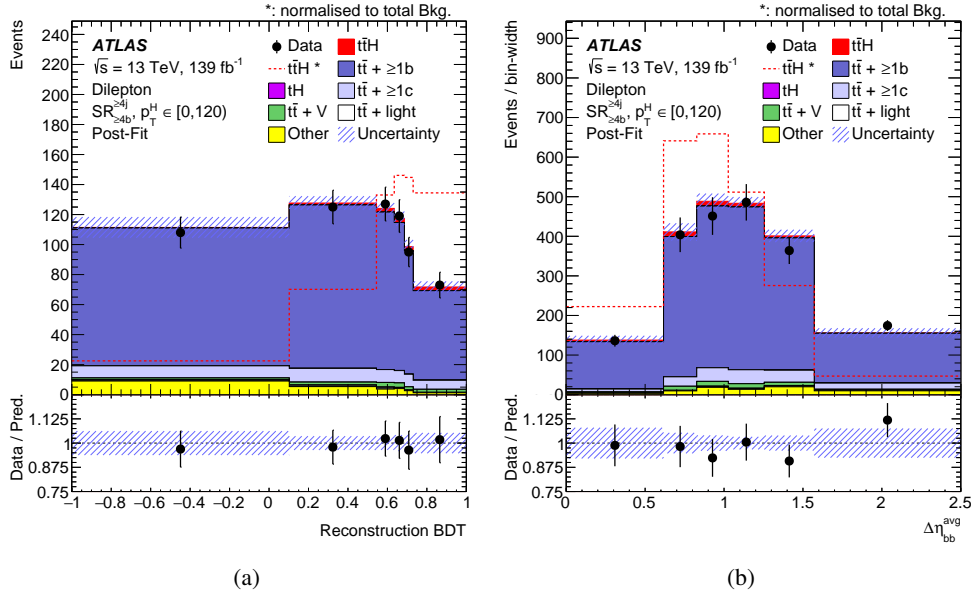 *: normalised to total Bkg.
Events
240
220
200
180
160
140
120
100
80
60
40
20
0
ATLAS
√s = 13 TeV, 139 fb⁻¹
Dilepton
SR≥4j≥4b, pHT ∈ [0,120)
Post-Fit
Data
tt̄H
tt̄H *
tt̄ + ≥1b
tH
tt̄ + ≥1c
tt̄ + V
tt̄ + light
Other
Uncertainty
Data / Pred.
1.125
1
0.875
0.75
−1 −0.8 −0.6 −0.4 −0.2 0 0.2 0.4 0.6 0.8 1
Reconstruction BDT
(a)
*: normalised to total Bkg.
Events / bin-width
900
800
700
600
500
400
300
200
100
0
ATLAS
√s = 13 TeV, 139 fb⁻¹
Dilepton
SR≥4j≥4b, pHT ∈ [0,120)
Post-Fit
Data
tt̄H
tt̄H *
tt̄ + ≥1b
tH
tt̄ + ≥1c
tt̄ + V
tt̄ + light
Other
Uncertainty
Data / Pred.
1.125
1
0.875
0.75
0 0.5 1 1.5 2 2.5
Δηavgbb
(b)